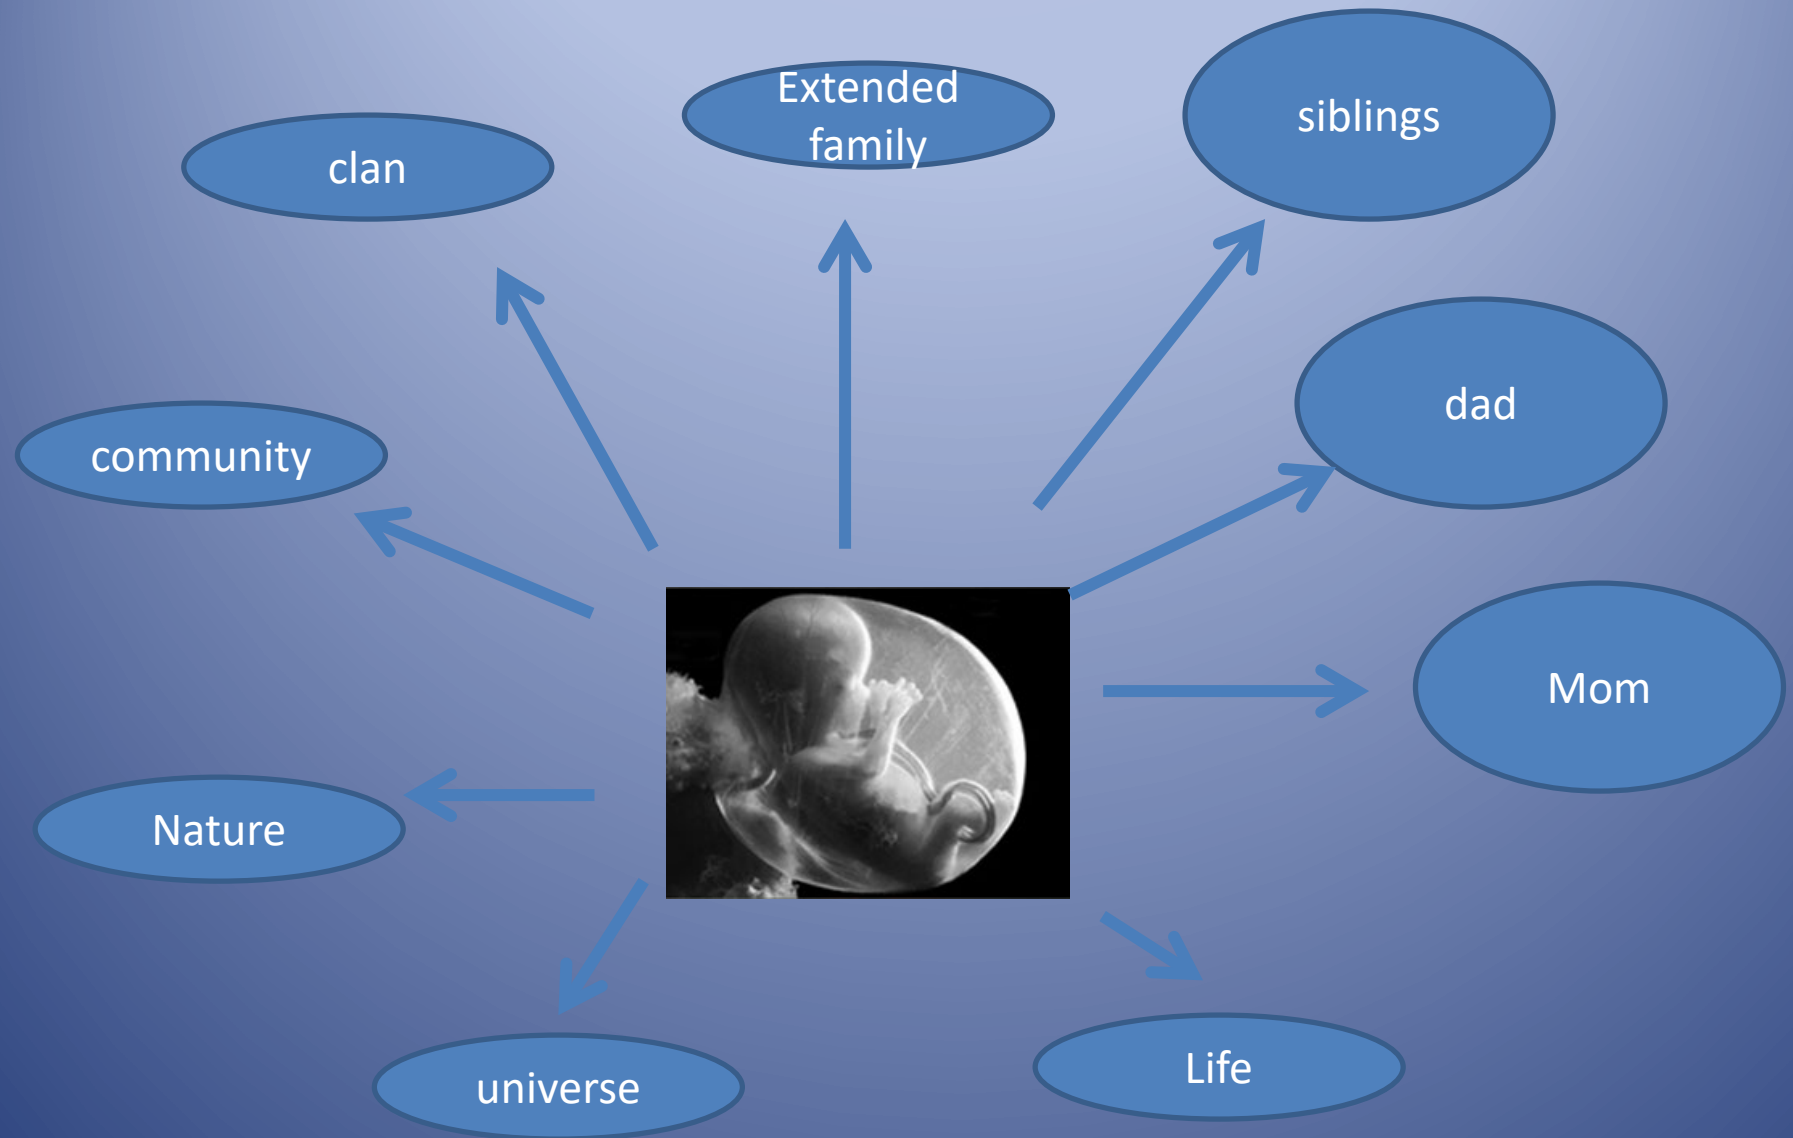 Extended
family
siblings
clan
dad
community
Mom
Nature
Life
universe